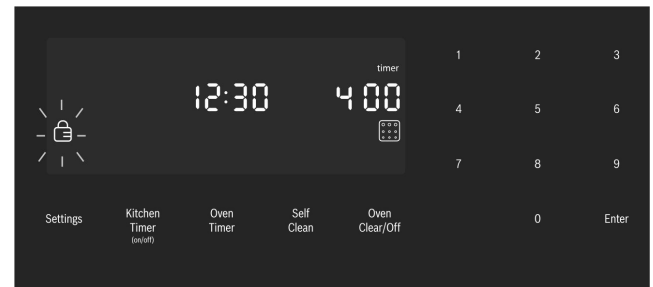 timer
12:30
4 00
1 2 3
4 5 6
7 8 9
0 Enter
Settings
Kitchen
Timer
(on/off)
Oven
Timer
Self
Clean
Oven
Clear/Off